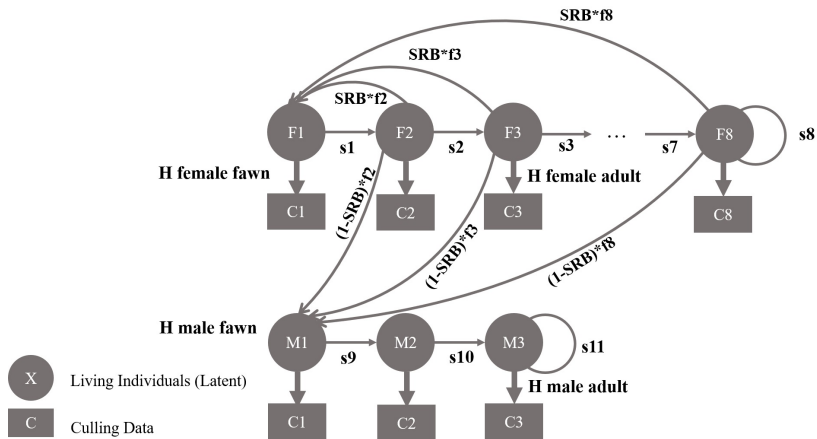 SRB*f8
SRB*f3
SRB*f2
F1
F2
F3
...
F8
s1
s2
s3
s7
s8
H female fawn
H female adult
C1
C2
C3
C8
(1-SRB)*f2
(1-SRB)*f3
(1-SRB)*f8
H male fawn
M1
M2
M3
s9
s10
s11
H male adult
X
Living Individuals (Latent)
C1
C2
C3
C
Culling Data